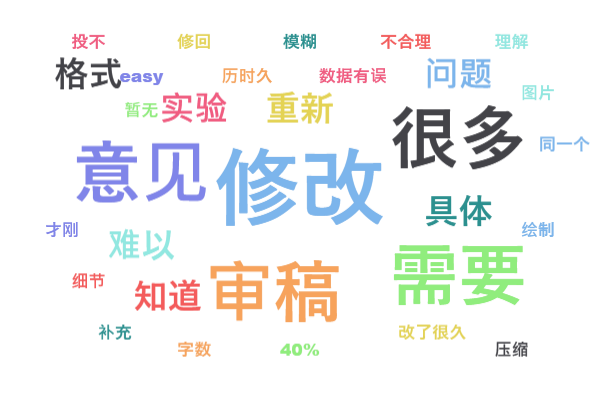 投不 修回 模糊 不合理 理解
格式 easy 历时久 数据有误 问题
图片
暂无 实验 重新
很多
同一个
意见 修改
具体
才刚 难以 绘制
需要
细节 知道 审稿
补充 改了很久
字数 40% 压缩